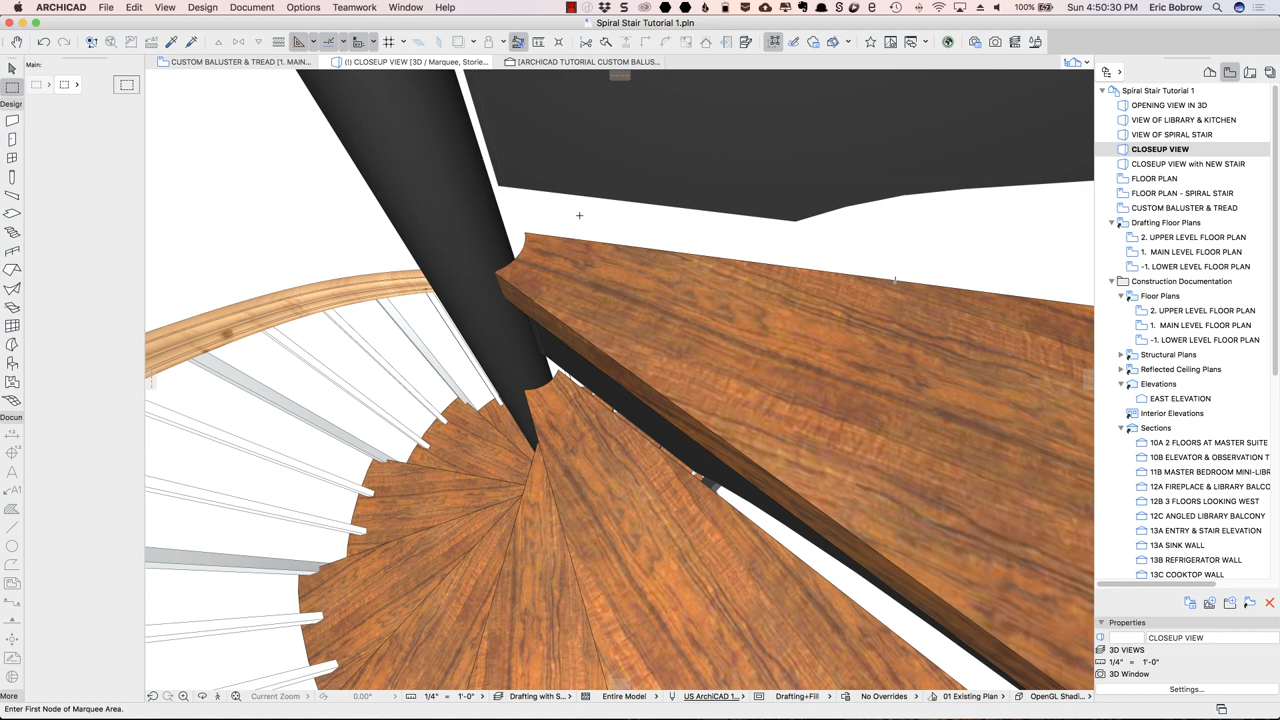 ARCHICAD File Edit View Design Document Options Teamwork Window Help
100% Sun 4:50:30 PM Eric Bobrow
Spiral Stair Tutorial 1.pln
Main:
CUSTOM BALUSTER & TREAD [1. MAIN...
(!) CLOSEUP VIEW [3D / Marquee, Storie...
[ARCHICAD TUTORIAL CUSTOM BALUS...
Design
Docun
More
Spiral Stair Tutorial 1
OPENING VIEW IN 3D
VIEW OF LIBRARY & KITCHEN
VIEW OF SPIRAL STAIR
CLOSEUP VIEW
CLOSEUP VIEW with NEW STAIR
FLOOR PLAN
FLOOR PLAN - SPIRAL STAIR
CUSTOM BALUSTER & TREAD
Drafting Floor Plans
2. UPPER LEVEL FLOOR PLAN
1. MAIN LEVEL FLOOR PLAN
-1. LOWER LEVEL FLOOR PLAN
Construction Documentation
Floor Plans
2. UPPER LEVEL FLOOR PLAN
1. MAIN LEVEL FLOOR PLAN
-1. LOWER LEVEL FLOOR PLAN
Structural Plans
Reflected Ceiling Plans
Elevations
EAST ELEVATION
Interior Elevations
Sections
10A 2 FLOORS AT MASTER SUITE
10B ELEVATOR & OBSERVATION T
11B MASTER BEDROOM MINI-LIBR
12A FIREPLACE & LIBRARY BALCO
12B 3 FLOORS LOOKING WEST
12C ANGLED LIBRARY BALCONY
13A ENTRY & STAIR ELEVATION
13A SINK WALL
13B REFRIGERATOR WALL
13C COOKTOP WALL
Properties
CLOSEUP VIEW
3D VIEWS
1/4" = 1'-0"
3D Window
Settings...
Current Zoom 0.00° 1/4" = 1'-0" Drafting with S... Entire Model US ArchiCAD 1... Drafting+Fill No Overrides 01 Existing Plan OpenGL Shadi...
Enter First Node of Marquee Area.